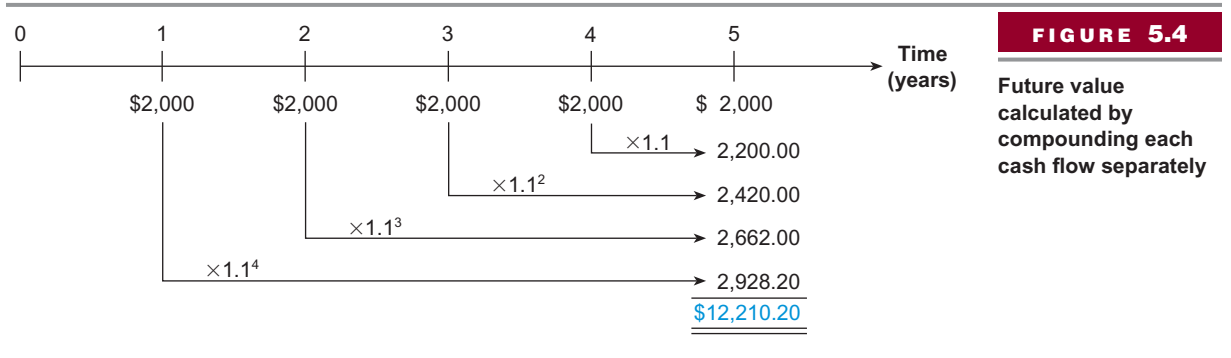 0 1 2 3 4 5
Time
(years)
$2,000 $2,000 $2,000 $2,000 $ 2,000
×1.1 2,200.00
×1.1² 2,420.00
×1.1³ 2,662.00
×1.1⁴ 2,928.20
$12,210.20
FIGURE 5.4
Future value
calculated by
compounding each
cash flow separately